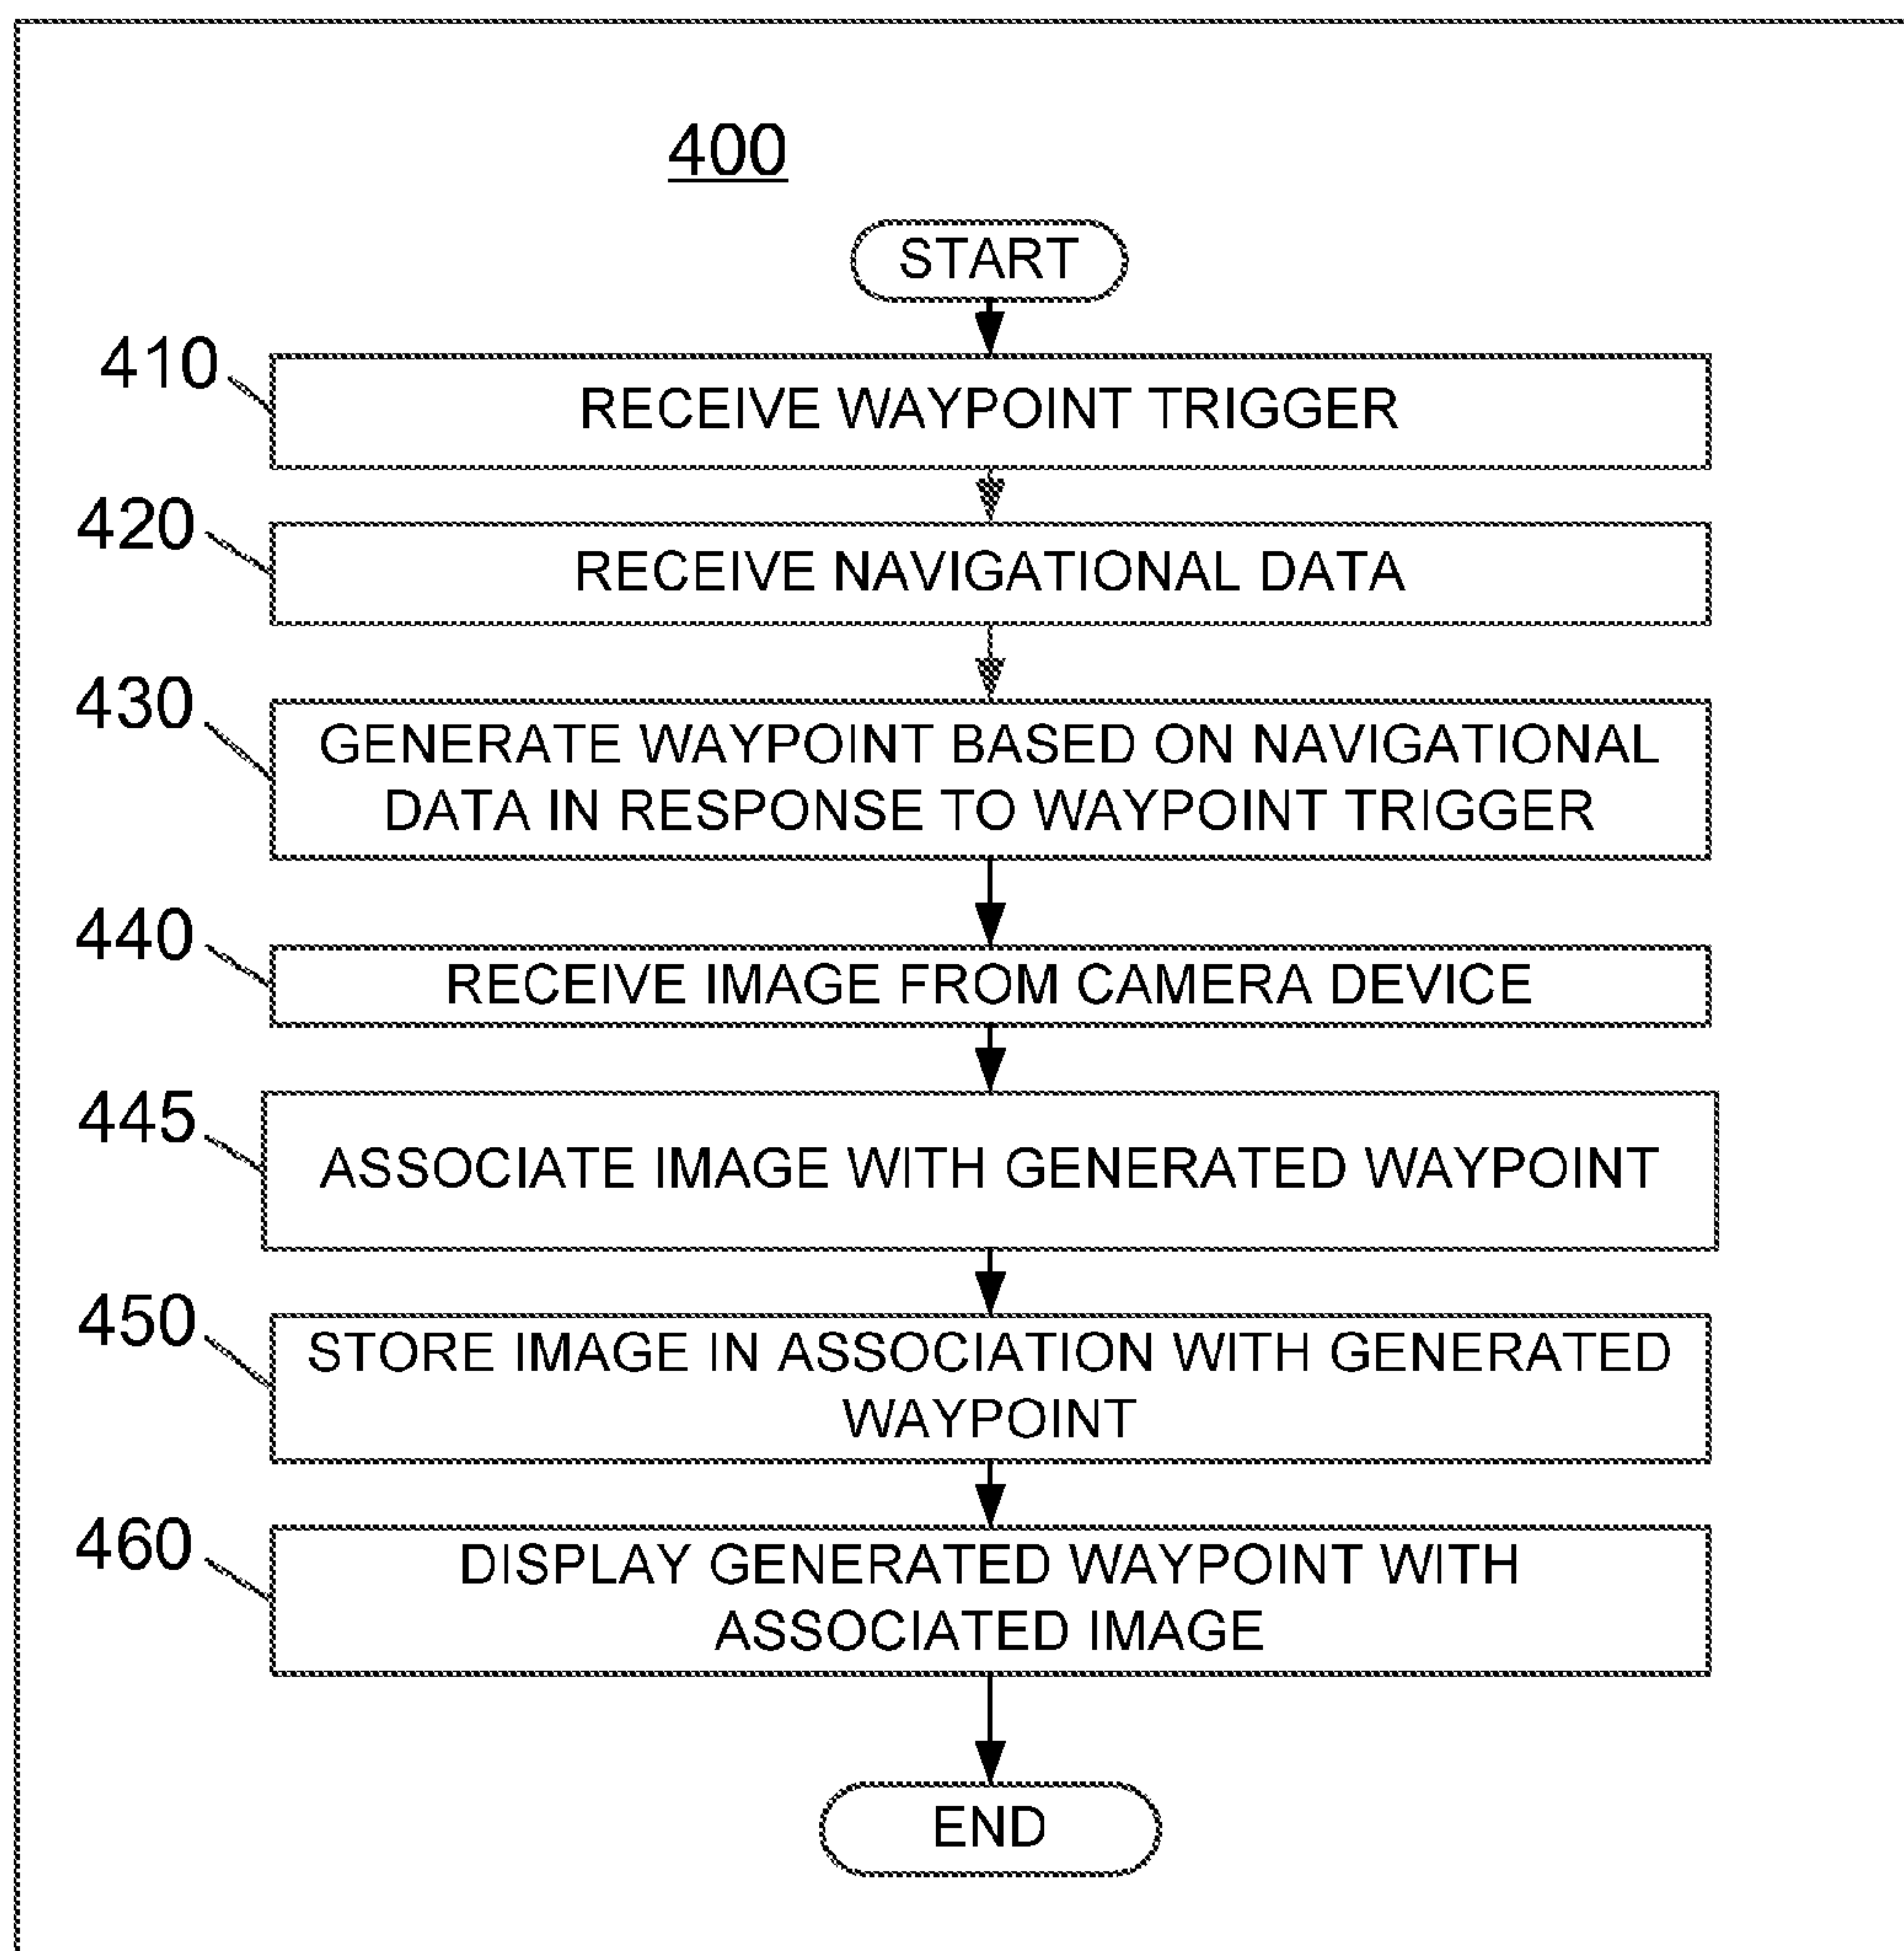 400
START
410
RECEIVE WAYPOINT TRIGGER
420
RECEIVE NAVIGATIONAL DATA
430
GENERATE WAYPOINT BASED ON NAVIGATIONAL
DATA IN RESPONSE TO WAYPOINT TRIGGER
440
RECEIVE IMAGE FROM CAMERA DEVICE
445
ASSOCIATE IMAGE WITH GENERATED WAYPOINT
450
STORE IMAGE IN ASSOCIATION WITH GENERATED
WAYPOINT
460
DISPLAY GENERATED WAYPOINT WITH
ASSOCIATED IMAGE
END